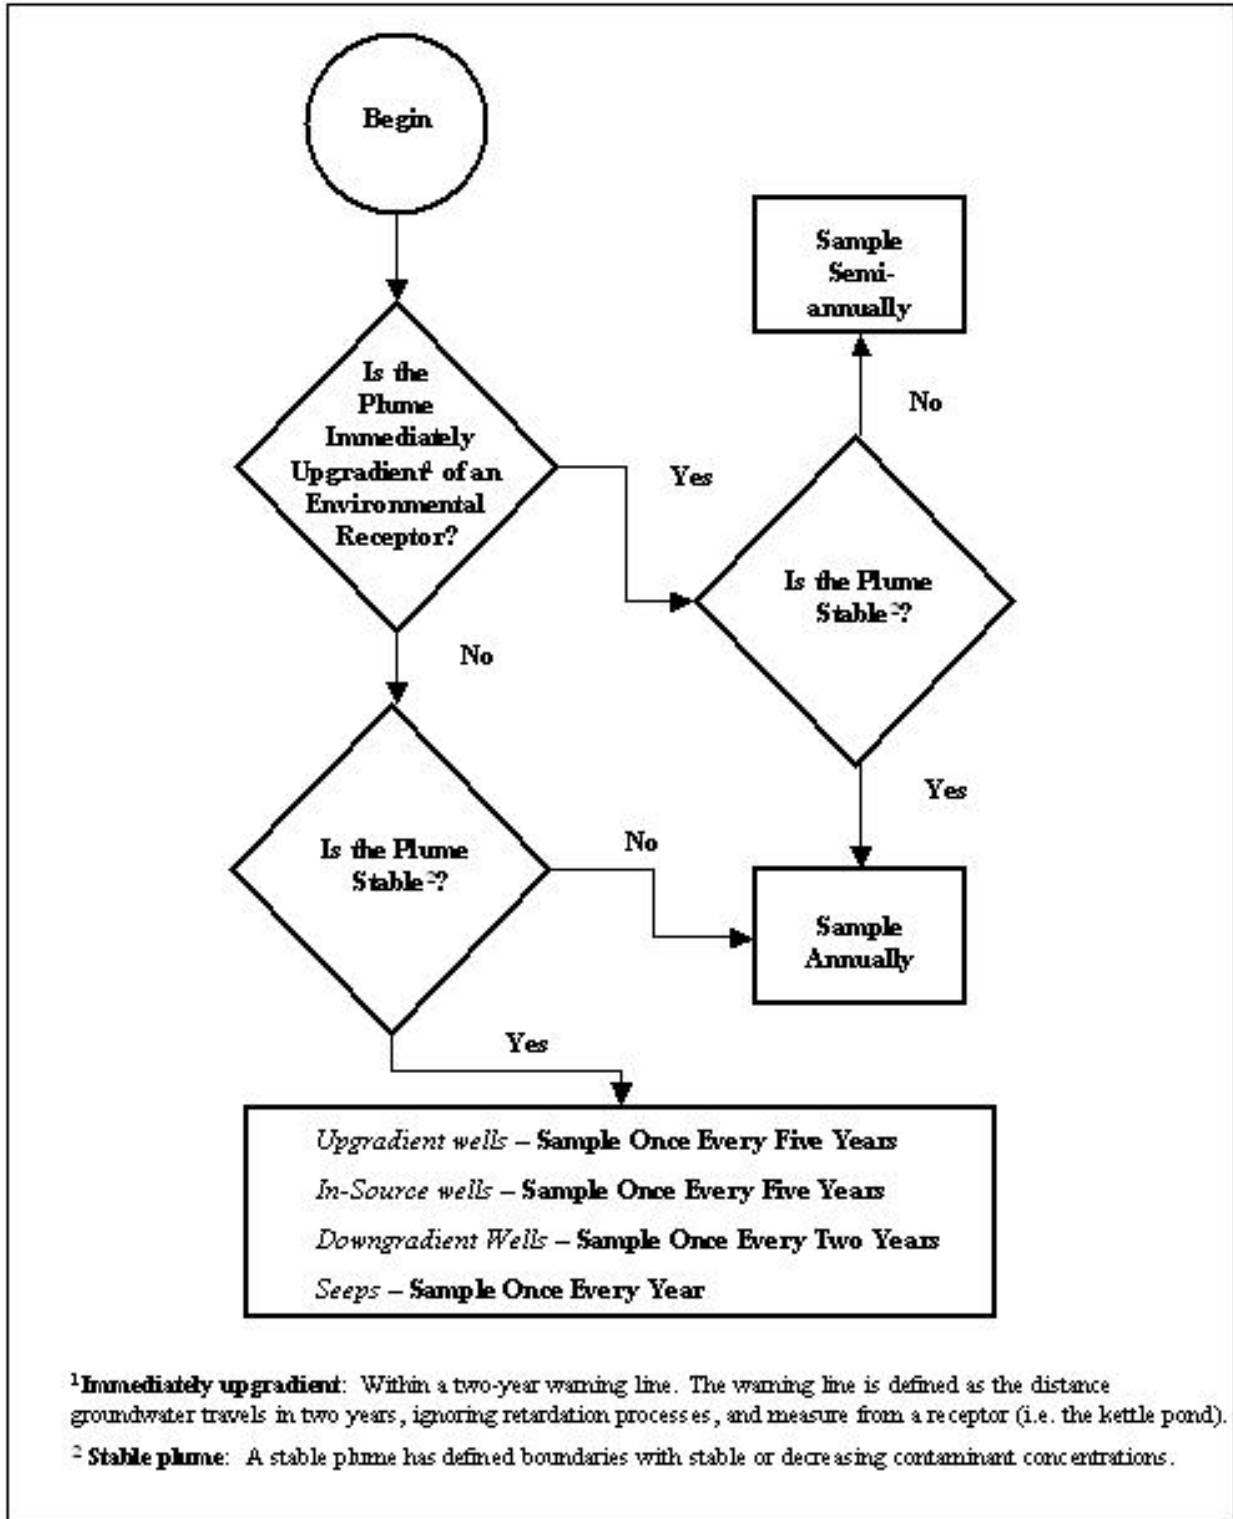 Begin
Sample
Semi-
annually
Is the
Plume
Immediately
Upgradient¹ of an
Environmental
Receptor?
No
Yes
Is the Plume
Stable²?
No
Yes
Is the Plume
Stable²?
No
Sample
Annually
Yes
Upgradient wells – Sample Once Every Five Years
In-Source wells – Sample Once Every Five Years
Downgradient Wells – Sample Once Every Two Years
Seeps – Sample Once Every Year
¹Immediately upgradient: Within a two-year warning line. The warning line is defined as the distance
groundwater travels in two years, ignoring retardation processes, and measure from a receptor (i.e. the kettle pond).
² Stable plume: A stable plume has defined boundaries with stable or decreasing contaminant concentrations.